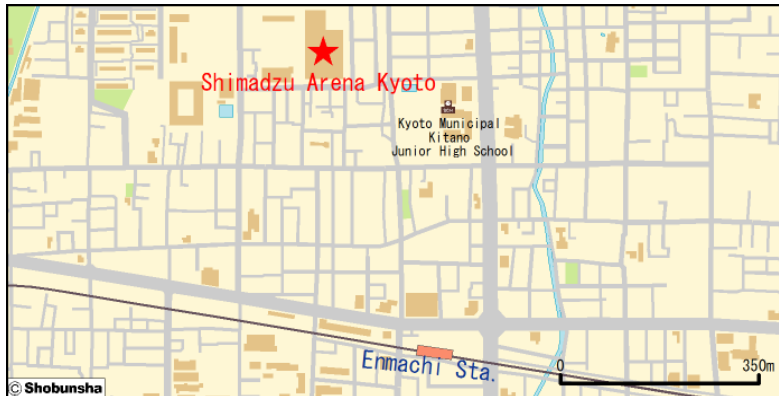 Shimadzu Arena Kyoto
Kyoto Municipal
Kitano
Junior High School
Enmachi Sta.
0
350m
© Shobunsha